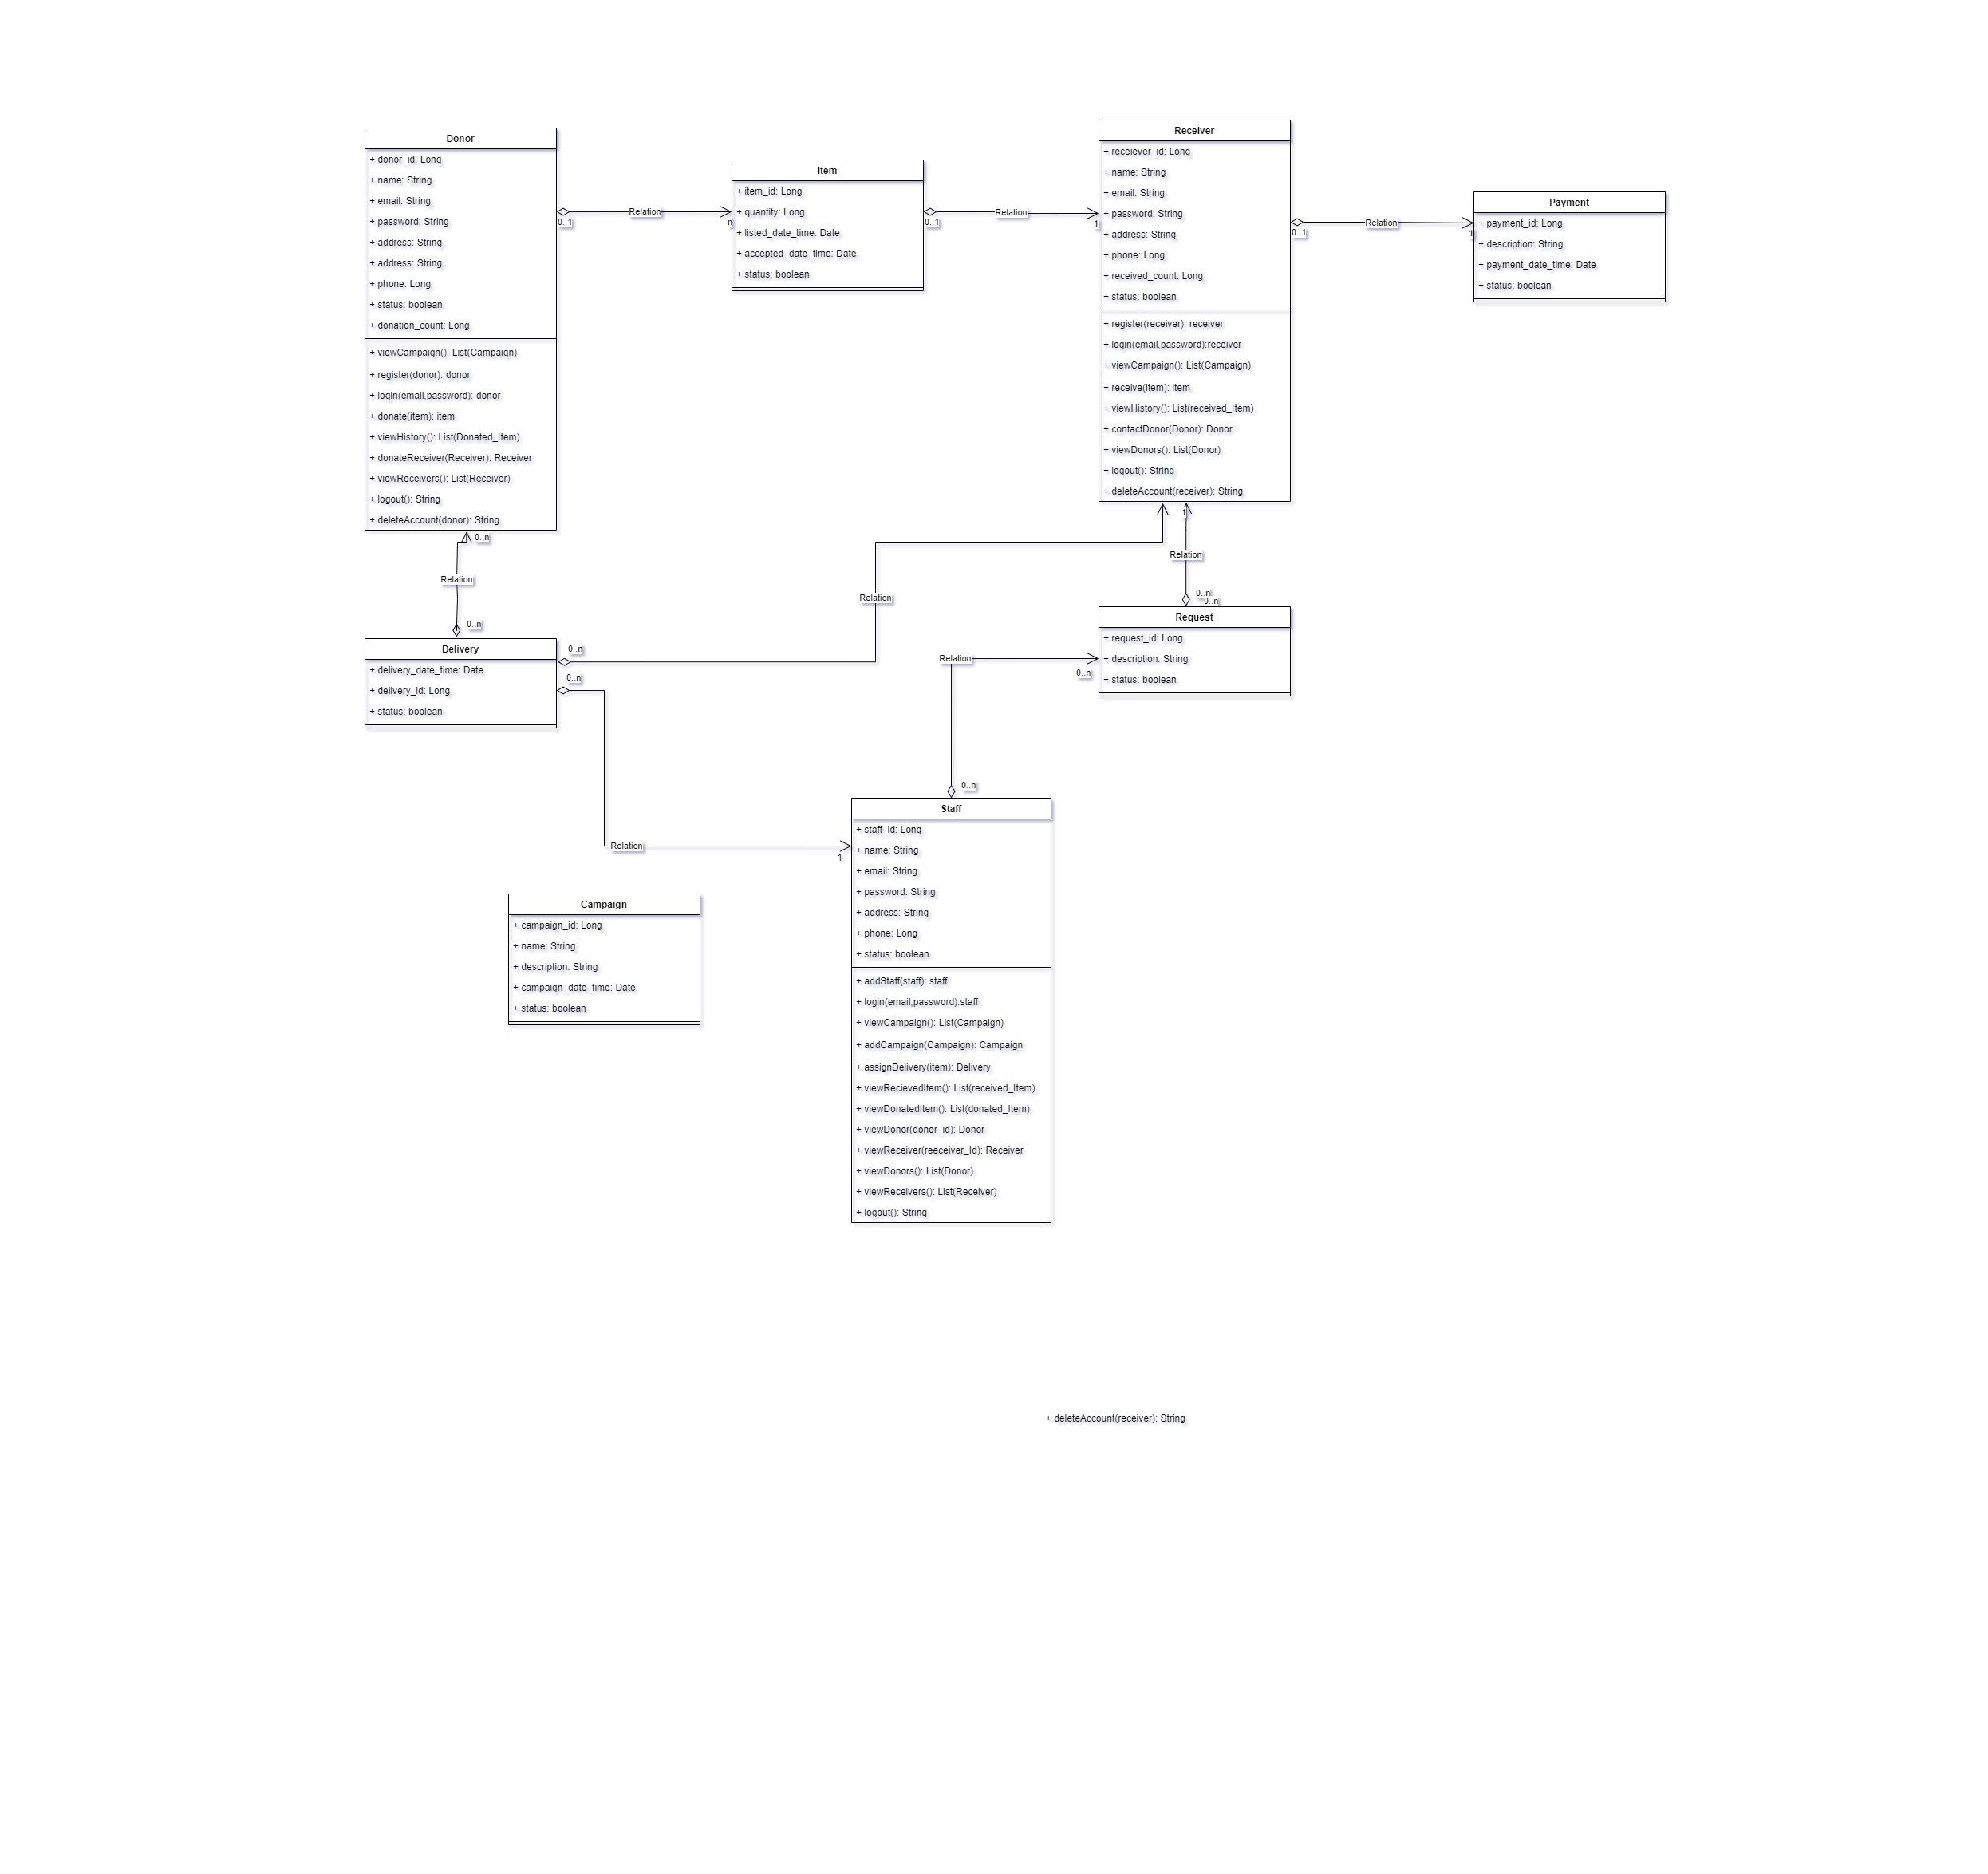 Donor
+ donor_id: Long
+ name: String
+ email: String
+ password: String
+ address: String
+ address: String
+ phone: Long
+ status: boolean
+ donation_count: Long
+ viewCampaign(): List(Campaign)
+ register(donor): donor
+ login(email,password): donor
+ donate(item): item
+ viewHistory(): List(Donated_Item)
+ donateReceiver(Receiver): Receiver
+ viewReceivers(): List(Receiver)
+ logout(): String
+ deleteAccount(donor): String
0..1
Relation
n
Item
+ item_id: Long
+ quantity: Long
+ listed_date_time: Date
+ accepted_date_time: Date
+ status: boolean
0..1
Relation
1
Receiver
+ receiever_id: Long
+ name: String
+ email: String
+ password: String
+ address: String
+ phone: Long
+ received_count: Long
+ status: boolean
+ register(receiver): receiver
+ login(email,password):receiver
+ viewCampaign(): List(Campaign)
+ receive(item): item
+ viewHistory(): List(received_Item)
+ contactDonor(Donor): Donor
+ viewDonors(): List(Donor)
+ logout(): String
+ deleteAccount(receiver): String
0..1
Relation
1
Payment
+ payment_id: Long
+ description: String
+ payment_date_time: Date
+ status: boolean
0..n
Relation
0..n
1
Relation
0..n
0..n
Relation
Delivery
+ delivery_date_time: Date
+ delivery_id: Long
+ status: boolean
0..n
0..n
Request
+ request_id: Long
+ description: String
+ status: boolean
Relation
0..n
0..n
Relation
1
Staff
+ staff_id: Long
+ name: String
+ email: String
+ password: String
+ address: String
+ phone: Long
+ status: boolean
+ addStaff(staff): staff
+ login(email,password):staff
+ viewCampaign(): List(Campaign)
+ addCampaign(Campaign): Campaign
+ assignDelivery(item): Delivery
+ viewRecievedItem(): List(received_Item)
+ viewDonatedItem(): List(donated_Item)
+ viewDonor(donor_id): Donor
+ viewReceiver(reeceiver_Id): Receiver
+ viewDonors(): List(Donor)
+ viewReceivers(): List(Receiver)
+ logout(): String
Campaign
+ campaign_id: Long
+ name: String
+ description: String
+ campaign_date_time: Date
+ status: boolean
+ deleteAccount(receiver): String